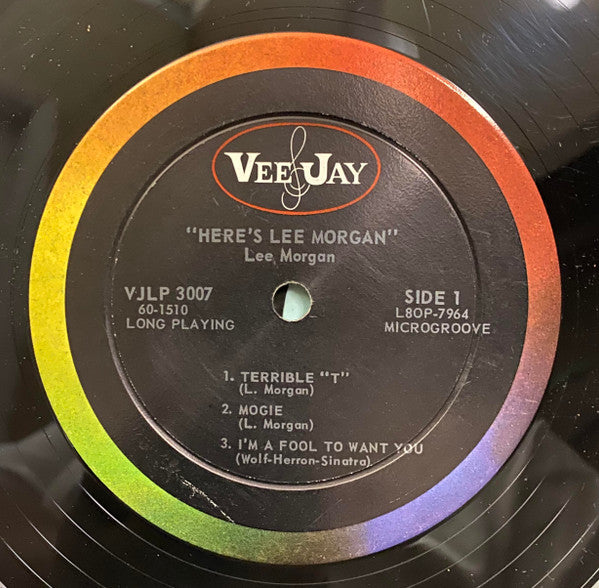 VEE JAY
"HERE'S LEE MORGAN"
Lee Morgan
VJLP 3007
60-1510
LONG PLAYING
SIDE 1
L8OP-7964
MICROGROOVE
1. TERRIBLE "T"
(L. Morgan)
2. MOGIE
(L. Morgan)
3. I'M A FOOL TO WANT YOU
(Wolf-Herron-Sinatra)